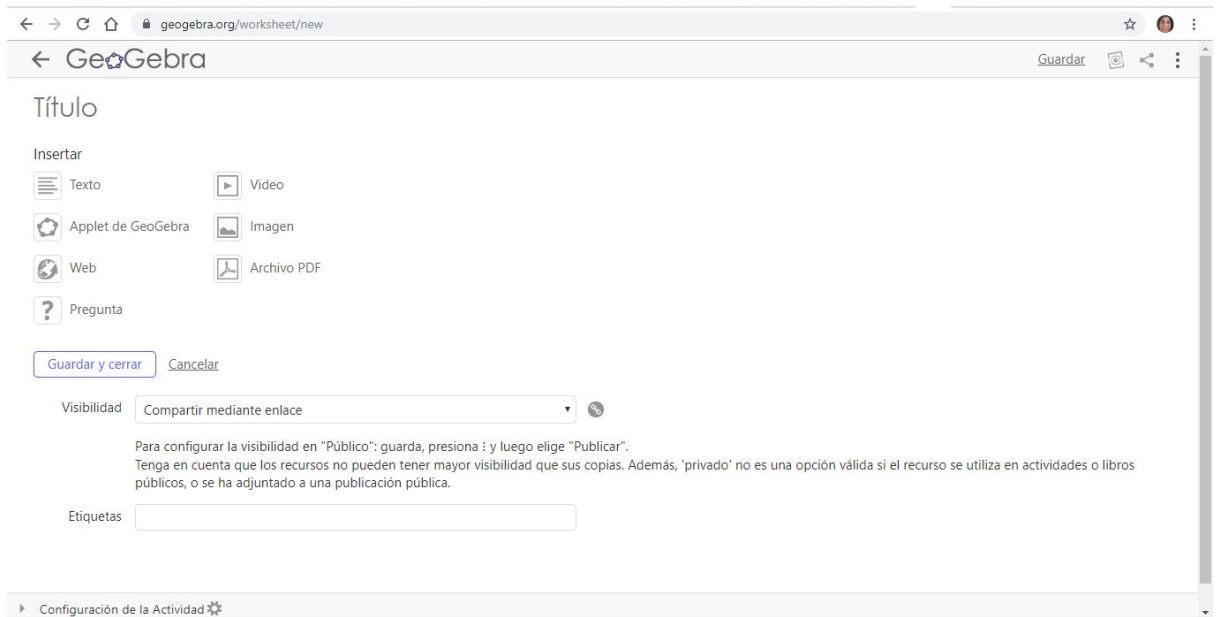 geogebra.org/worksheet/new
GeoGebra
Guardar
Título
Insertar
Texto
Video
Applet de GeoGebra
Imagen
Web
Archivo PDF
Pregunta
Guardar y cerrar
Cancelar
Visibilidad
Compartir mediante enlace
Para configurar la visibilidad en "Público": guarda, presiona ⋮ y luego elige "Publicar".
Tenga en cuenta que los recursos no pueden tener mayor visibilidad que sus copias. Además, 'privado' no es una opción válida si el recurso se utiliza en actividades o libros
públicos, o se ha adjuntado a una publicación pública.
Etiquetas
Configuración de la Actividad